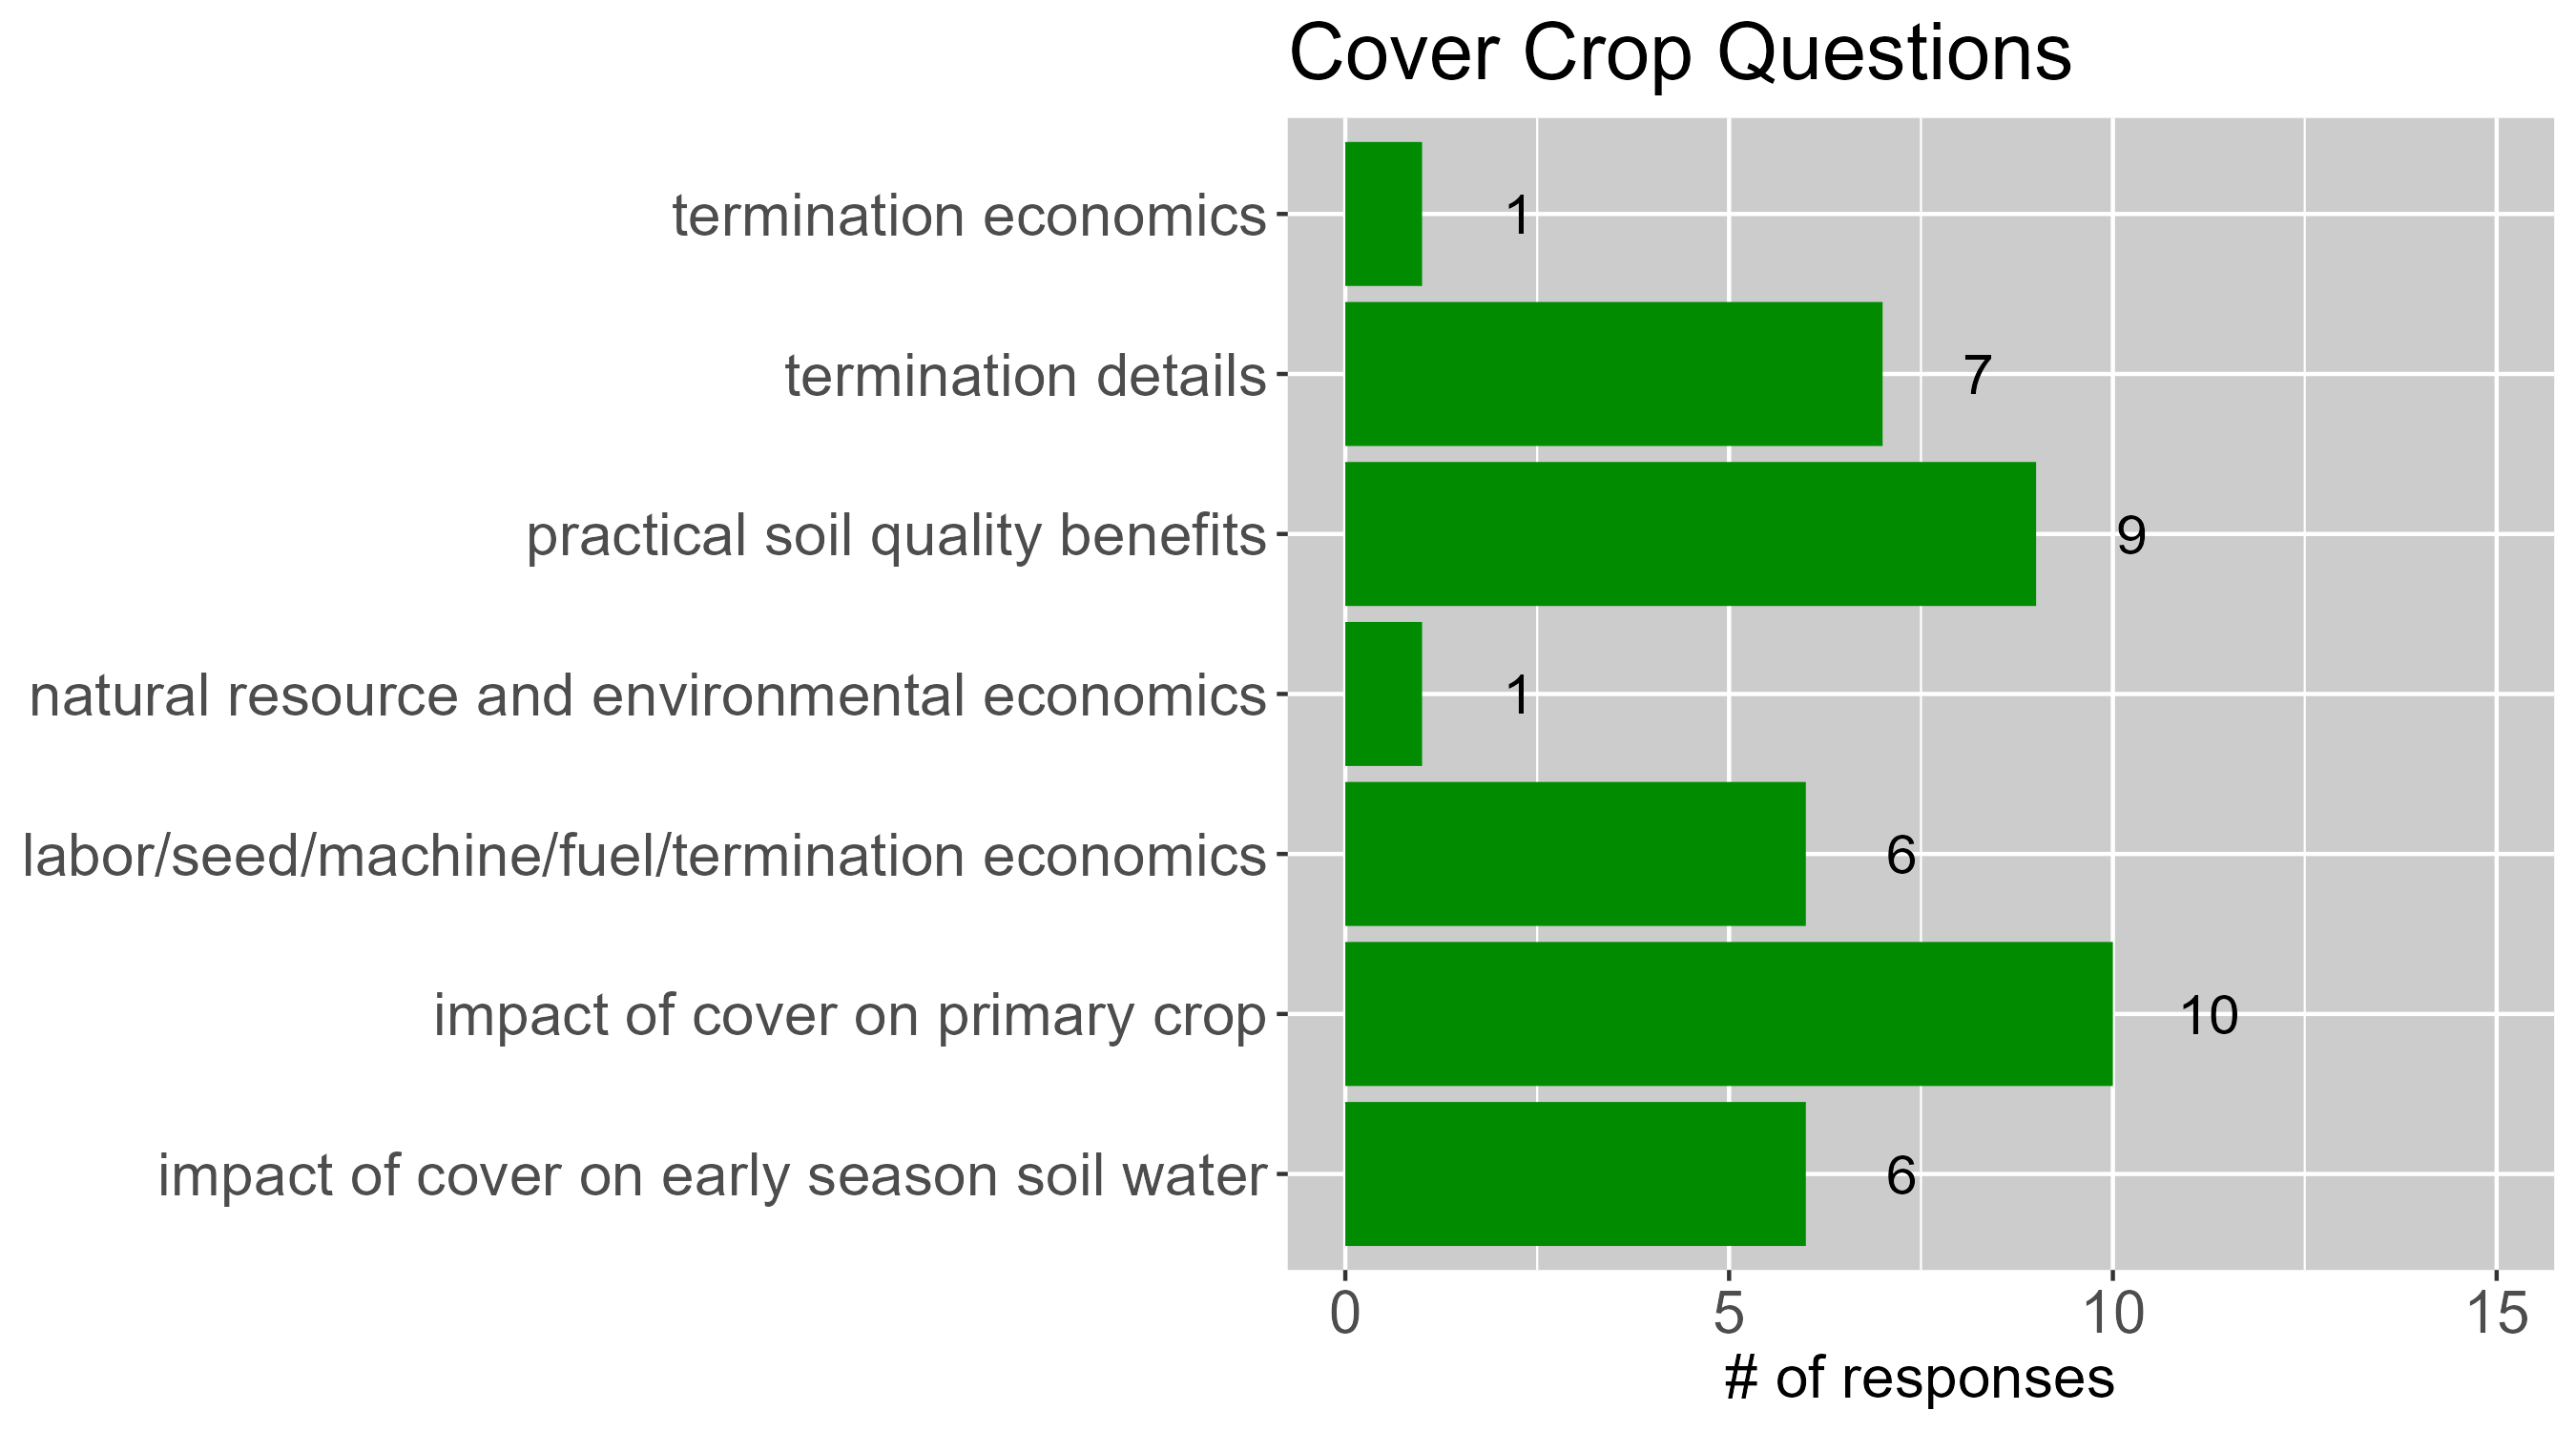 Cover Crop Questions
termination economics
1
termination details
7
practical soil quality benefits
9
natural resource and environmental economics
1
labor/seed/machine/fuel/termination economics
6
impact of cover on primary crop
10
impact of cover on early season soil water
6
0 5 10 15
# of responses